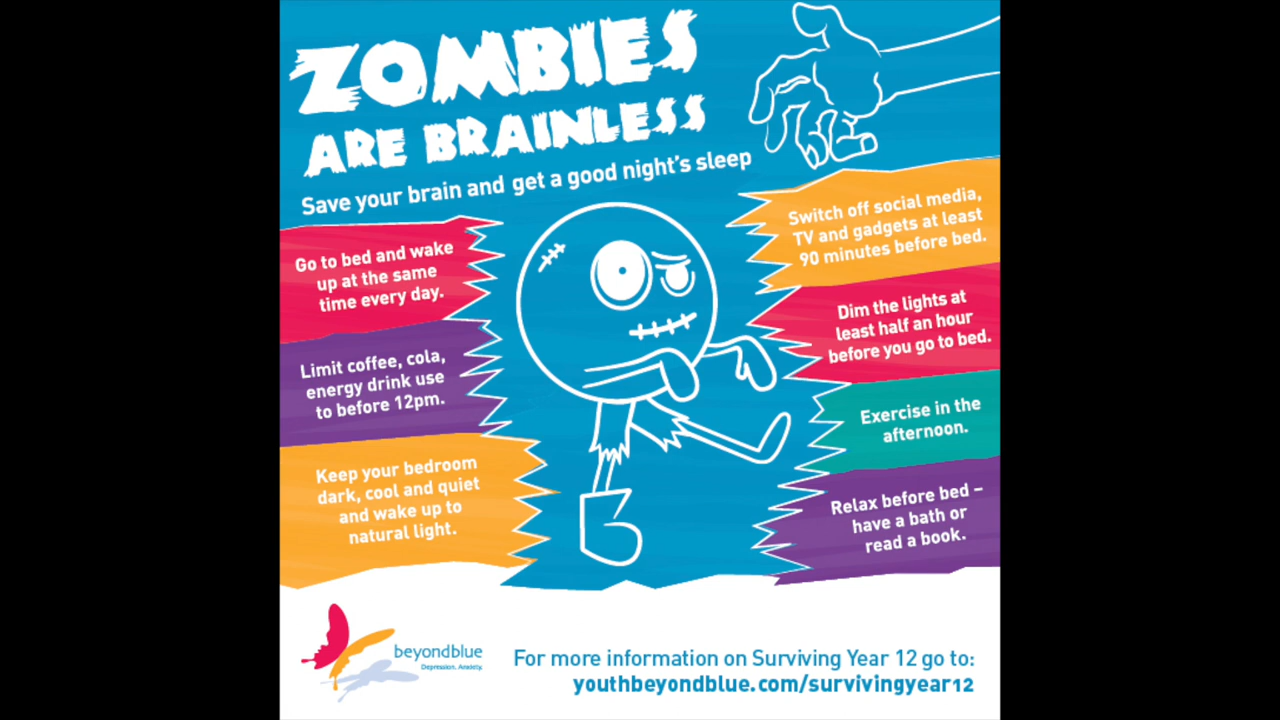 ZOMBIES
ARE BRAINLESS
Save your brain and get a good night's sleep
Go to bed and wake
up at the same
time every day.
Limit coffee, cola,
energy drink use
to before 12pm.
Keep your bedroom
dark, cool and quiet
and wake up to
natural light.
Switch off social media,
TV and gadgets at least
90 minutes before bed.
Dim the lights at
least half an hour
before you go to bed.
Exercise in the
afternoon.
Relax before bed –
have a bath or
read a book.
beyondblue
Depression. Anxiety.
For more information on Surviving Year 12 go to:
youthbeyondblue.com/survivingyear12